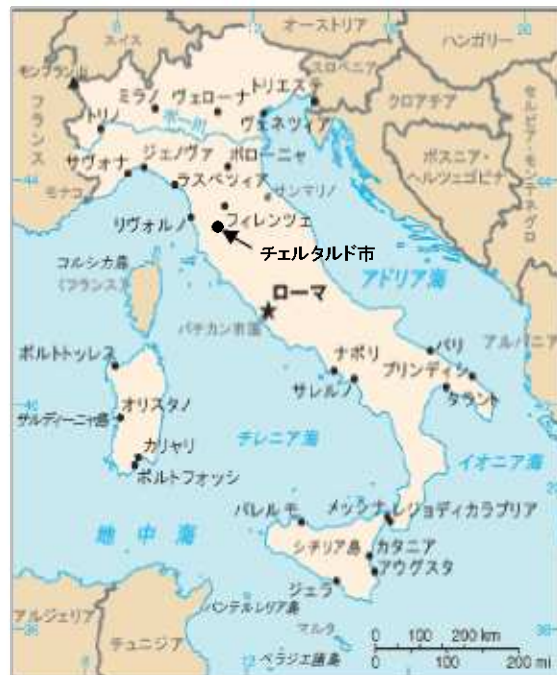 オーストリア
スイス
ハンガリー
モンブラン山
スロベニア
トリエステ
ミラノ
ヴェローナ
クロアチア
フランス
トリノ
ポー川
ヴェネツィア
セルビア・モンテネグロ
ジェノヴァ
ボローニャ
ボスニア・
ヘルツェゴビナ
サヴォナ
44
44
ラスペツィア
サンマリノ
モナコ
フィレンツェ
リヴォルノ
チェルタルド市
コルシカ島
(フランス)
アドリア海
ローマ
バチカン市国
アルバニア
ポルトトッレス
ナポリ
バリ
ブリンディシ
サレルノ
タラント
40
オリスタノ
サルディーニャ島
チレニア海
カリャリ
イオニア海
ポルトフォッシ
パレルモ
メッシナ
レジョディカラブリア
地中海
シチリア島
カタニア
アウグスタ
ジェラ
アルジェリア
パンテルレリア島
36
36
マルタ
チュニジア
0 100 200 km
0 100 200 mi
8
12
ペラジエ諸島